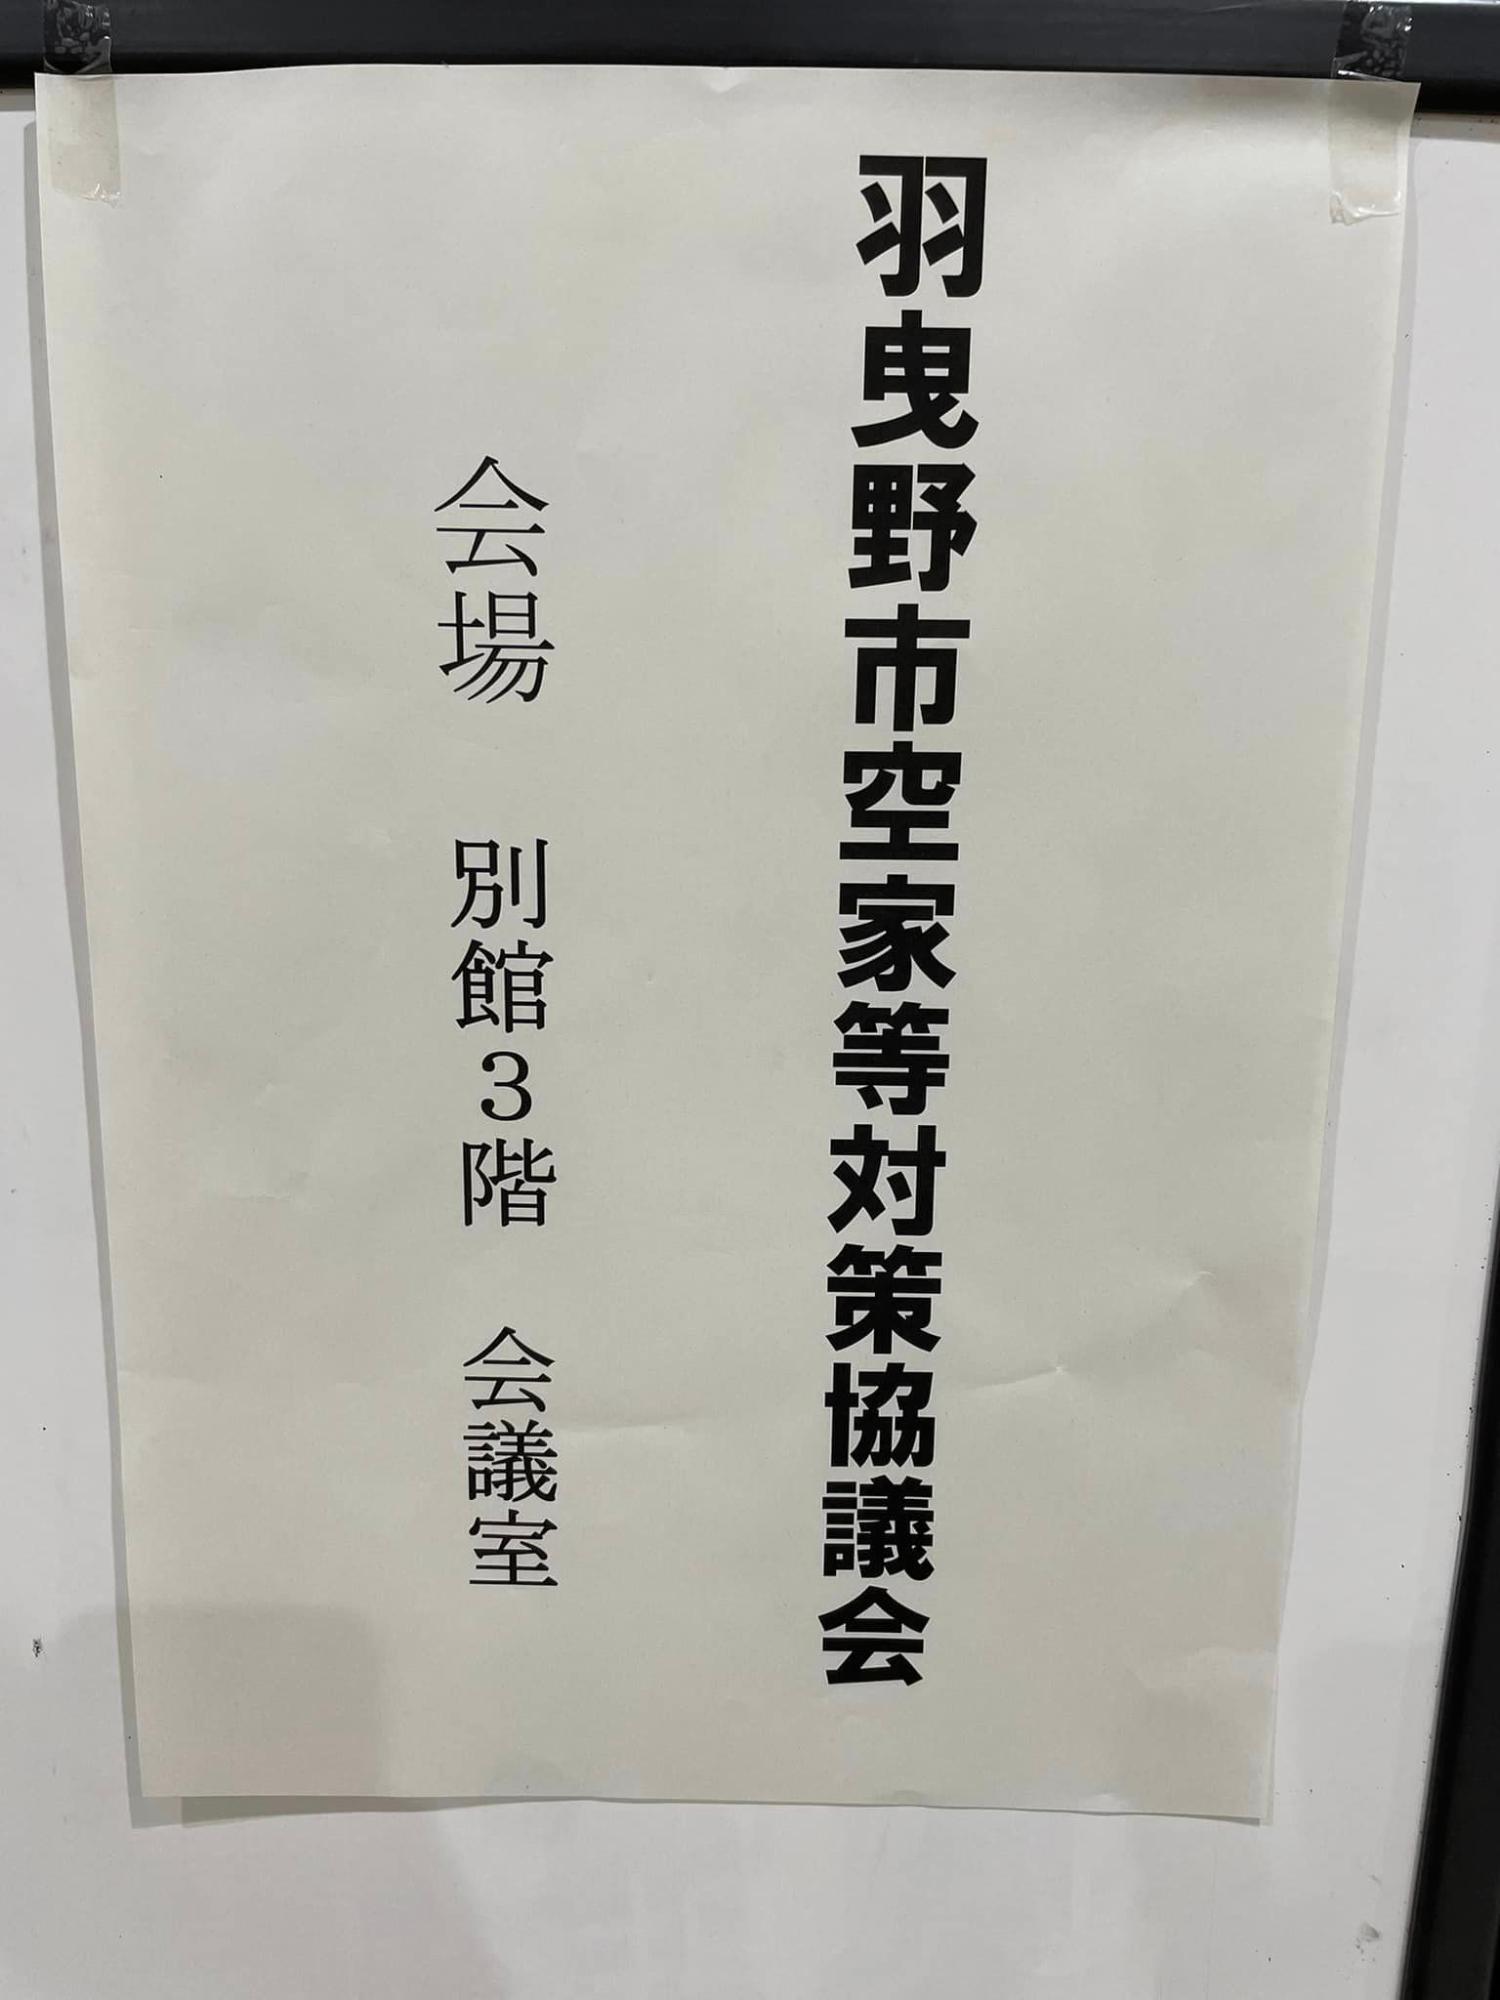 羽曳野市空家等対策協議会
会場　別館３階　会議室